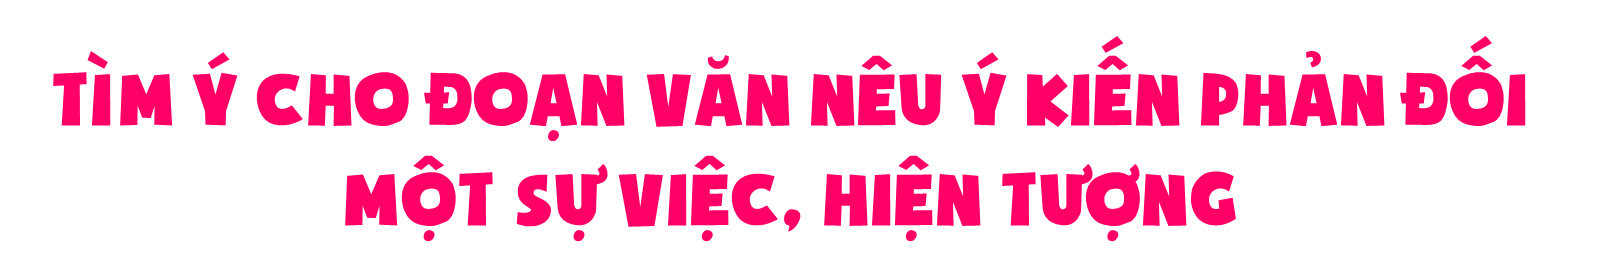 TÌM Ý CHO ĐOẠN VĂN NÊU Ý KIẾN PHẢN ĐỐI
MỘT SỰ VIỆC, HIỆN TƯỢNG